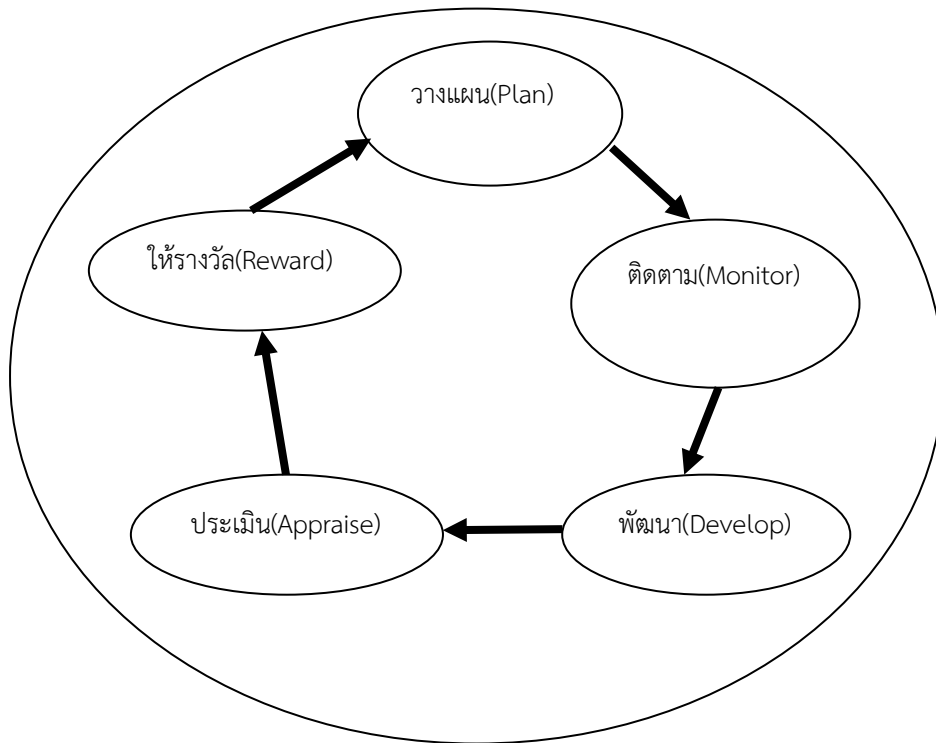 วางแผน(Plan)
ติดตาม(Monitor)
พัฒนา(Develop)
ประเมิน(Appraise)
ให้รางวัล(Reward)